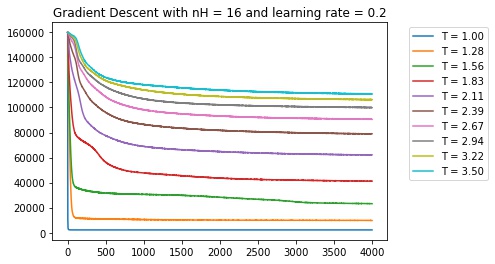 Gradient Descent with nH = 16 and learning rate = 0.2
160000
140000
120000
100000
80000
60000
40000
20000
0
0 500 1000 1500 2000 2500 3000 3500 4000
T = 1.00
T = 1.28
T = 1.56
T = 1.83
T = 2.11
T = 2.39
T = 2.67
T = 2.94
T = 3.22
T = 3.50